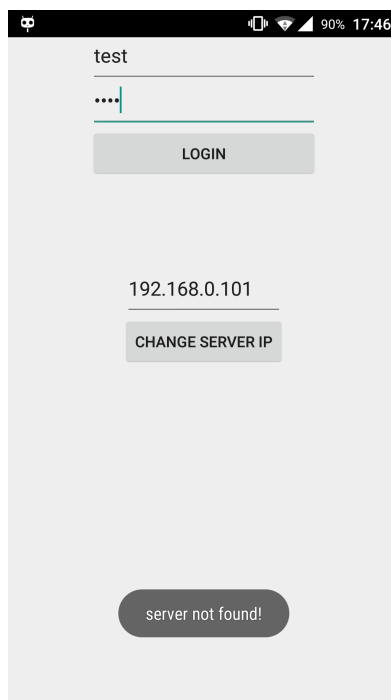 90% 17:46
test
••••
LOGIN
192.168.0.101
CHANGE SERVER IP
server not found!